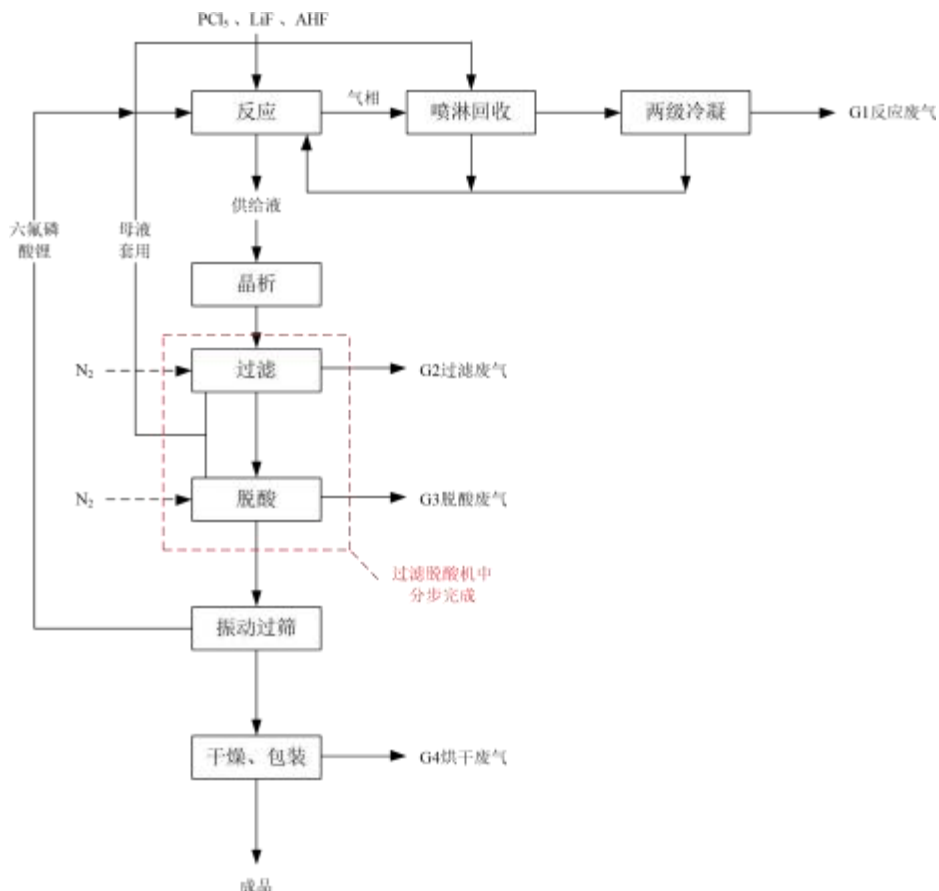 PCl₅、LiF、AHF
反应
气相
喷淋回收
两级冷凝
G1反应废气
供给液
六氟磷
酸锂
母液
套用
晶析
N₂
过滤
G2过滤废气
N₂
脱酸
G3脱酸废气
过滤脱酸机中
分步完成
振动过筛
干燥、包装
G4烘干废气
成品